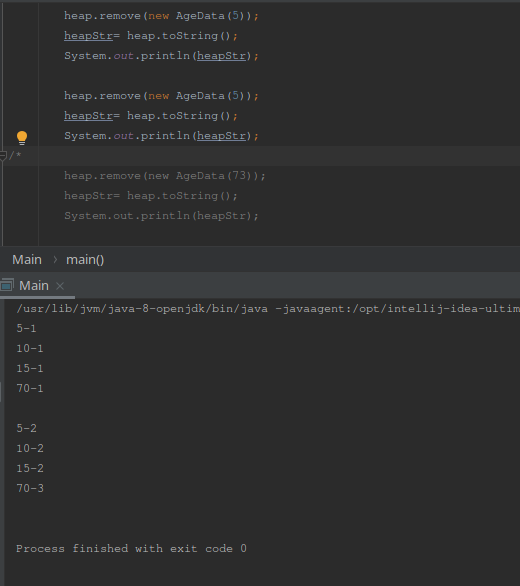 heap.remove(new AgeData(5));
heapStr= heap.toString();
System.out.println(heapStr);
heap.remove(new AgeData(5));
heapStr= heap.toString();
System.out.println(heapStr);
/*
heap.remove(new AgeData(73));
heapStr= heap.toString();
System.out.println(heapStr);
Main > main()
Main ×
/usr/lib/jvm/java-8-openjdk/bin/java -javaagent:/opt/intellij-idea-ultim
5-1
10-1
15-1
70-1
5-2
10-2
15-2
70-3
Process finished with exit code 0